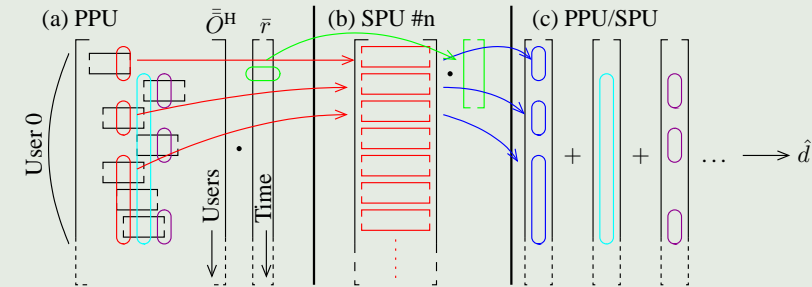 (a) PPU
Ō̄ᴴ
r̄
(b) SPU #n
(c) PPU/SPU
User 0
Users
Time
+
+
...
d̂